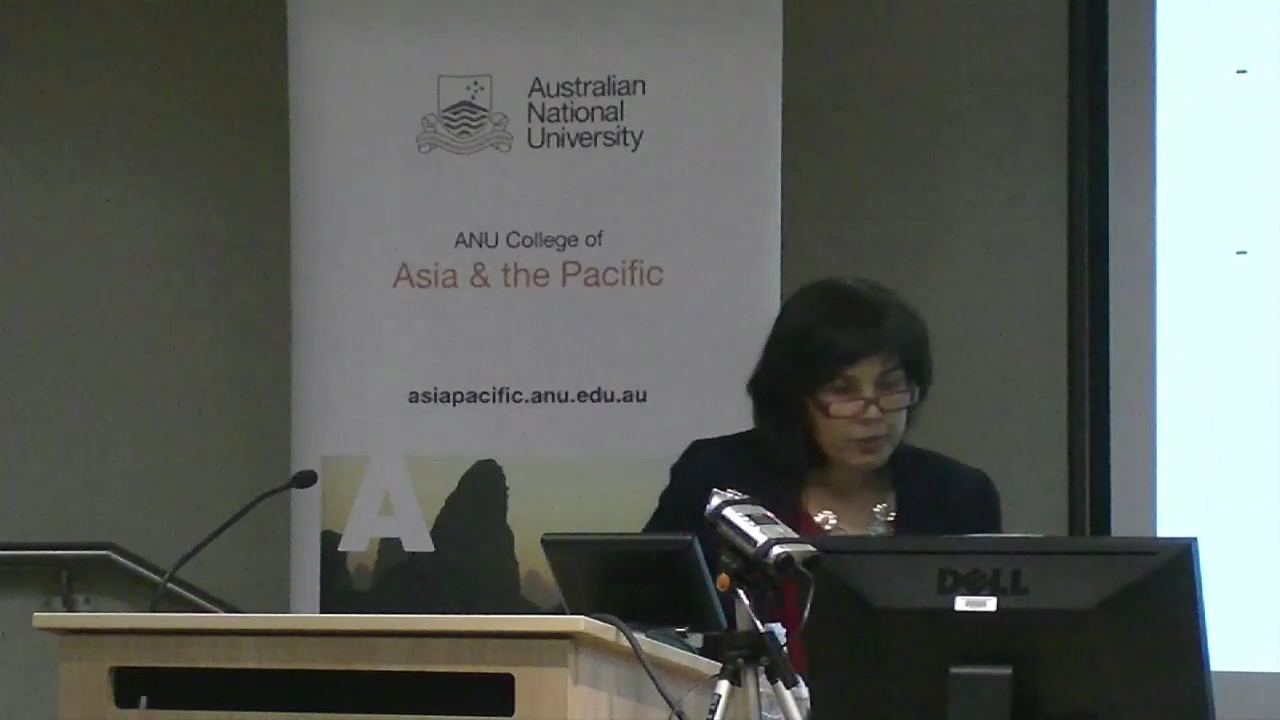 Australian
National
University
ANU College of
Asia & the Pacific
asiapacific.anu.edu.au
A
DELL